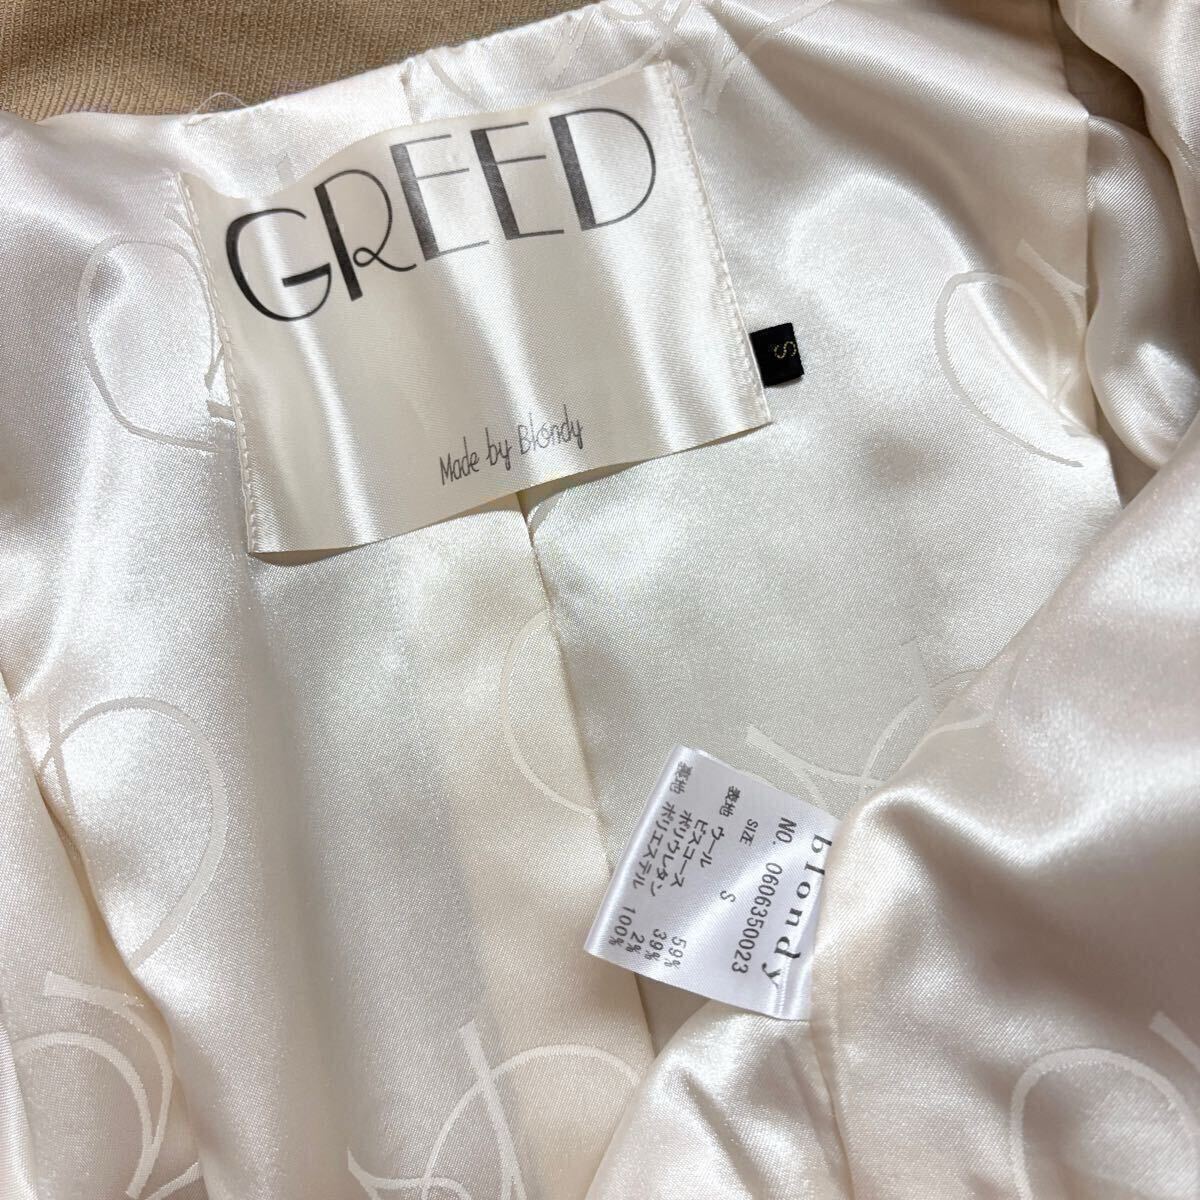 GREED
Made by Blondy
S
blondy
NO. 0606350023
SIZE S
表地 ウール 59%
ビスコース 39%
ポリウレタン 2%
裏地 ポリエステル 100%